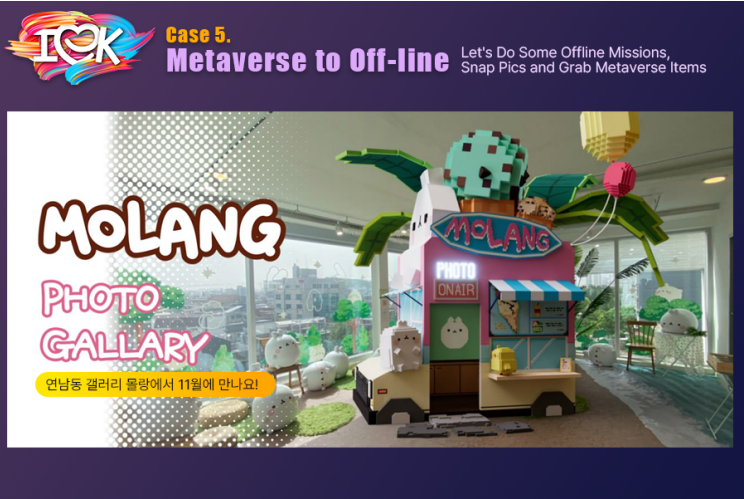 I K
Case 5.
Metaverse to Off-line
Let's Do Some Offline Missions,
Snap Pics and Grab Metaverse Items
MOLANG
PHOTO
GALLARY
연남동 갤러리 몰랑에서 11월에 만나요!
MOLANG
PHOTO
ON AIR